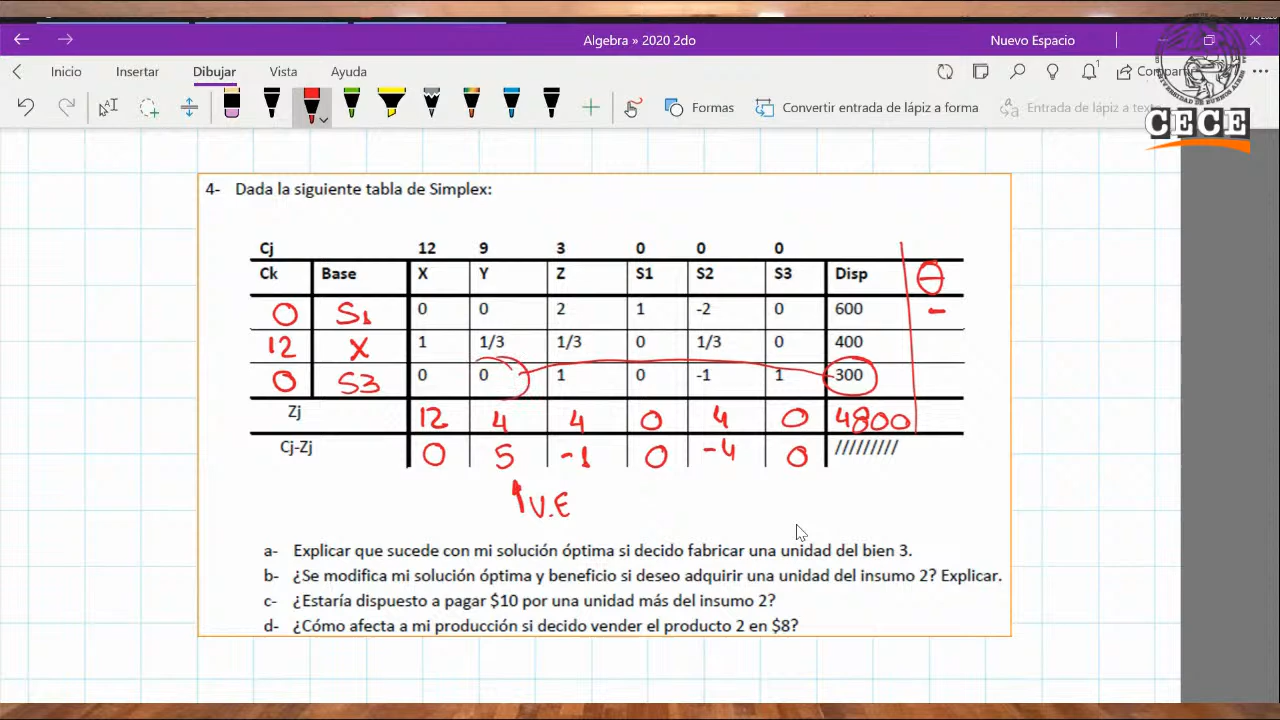 Algebra » 2020 2do
Nuevo Espacio
Inicio Insertar Dibujar Vista Ayuda
Compartir
Formas Convertir entrada de lápiz a forma Entrada de lápiz a texto
CECE
4- Dada la siguiente tabla de Simplex:
Cj 12 9 3 0 0 0
Ck Base X Y Z S1 S2 S3 Disp θ
0 S1 0 0 2 1 -2 0 600 -
12 X 1 1/3 1/3 0 1/3 0 400
0 S3 0 0 1 0 -1 1 300
Zj 12 4 4 0 4 0 4800
Cj-Zj 0 5 -1 0 -4 0 /////////
V.E
a- Explicar que sucede con mi solución óptima si decido fabricar una unidad del bien 3.
b- ¿Se modifica mi solución óptima y beneficio si deseo adquirir una unidad del insumo 2? Explicar.
c- ¿Estaría dispuesto a pagar $10 por una unidad más del insumo 2?
d- ¿Cómo afecta a mi producción si decido vender el producto 2 en $8?